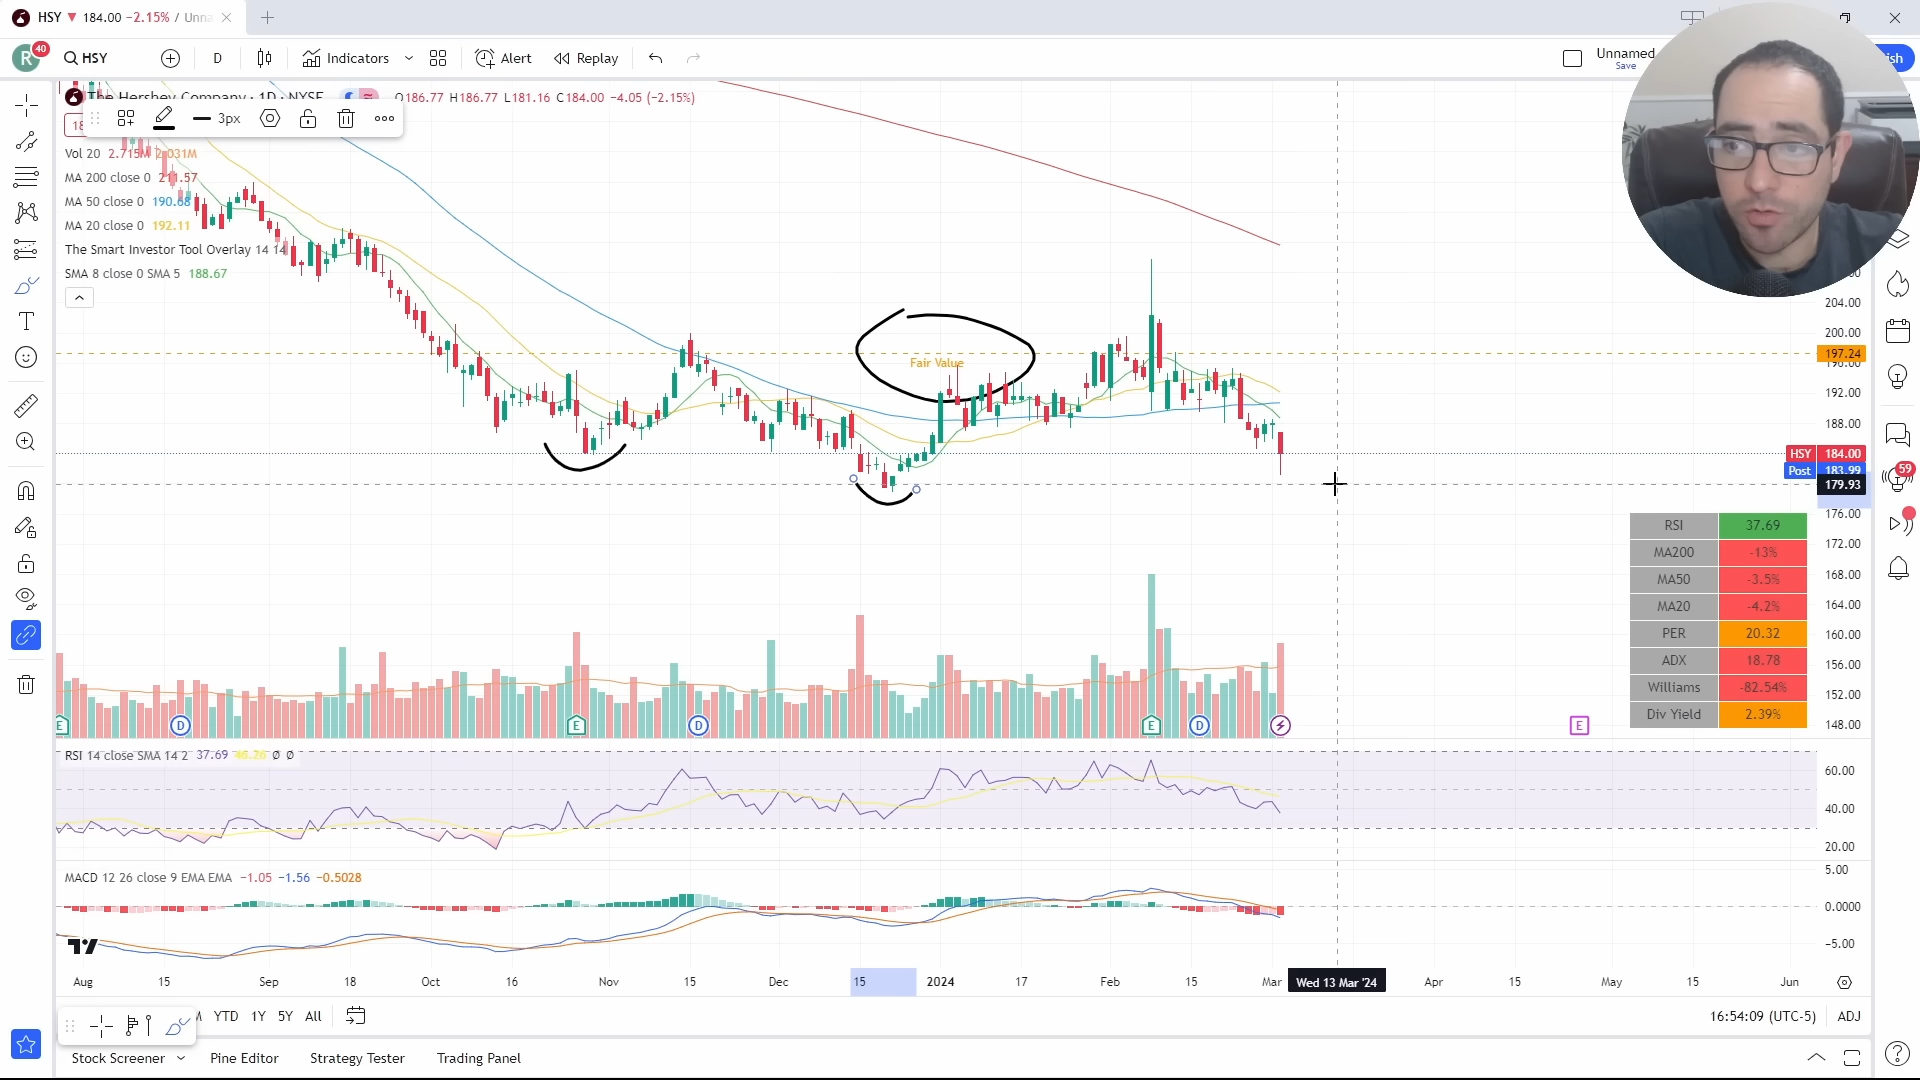 HSY ▼ 184.00 −2.15% / Unna
R 40 HSY D Indicators Alert Replay Unnamed
Save
The Hershey Company · 1D · NYSE O186.77 H186.77 L181.16 C184.00 −4.05 (−2.15%)
3px
Vol 20 2.715M 2.031M
MA 200 close 0 211.57
MA 50 close 0 190.68
MA 20 close 0 192.11
The Smart Investor Tool Overlay 14 14
SMA 8 close 0 SMA 5 188.67
Fair Value
204.00
200.00
197.24
196.00
192.00
188.00
HSY 184.00
Post 183.99
179.93
176.00
172.00
168.00
164.00
160.00
156.00
152.00
148.00
59
RSI 37.69
MA200 -13%
MA50 -3.5%
MA20 -4.2%
PER 20.32
ADX 18.78
Williams -82.54%
Div Yield 2.39%
E D E D E D E
RSI 14 close SMA 14 2 37.69 46.26 Ø Ø
60.00
40.00
20.00
MACD 12 26 close 9 EMA EMA −1.05 −1.56 −0.5028
5.00
0.0000
−5.00
Aug 15 Sep 18 Oct 16 Nov 15 Dec 15 2024 17 Feb 15 Mar Wed 13 Mar '24 Apr 15 May 15 Jun
YTD 1Y 5Y All 16:54:09 (UTC-5) ADJ
Stock Screener Pine Editor Strategy Tester Trading Panel